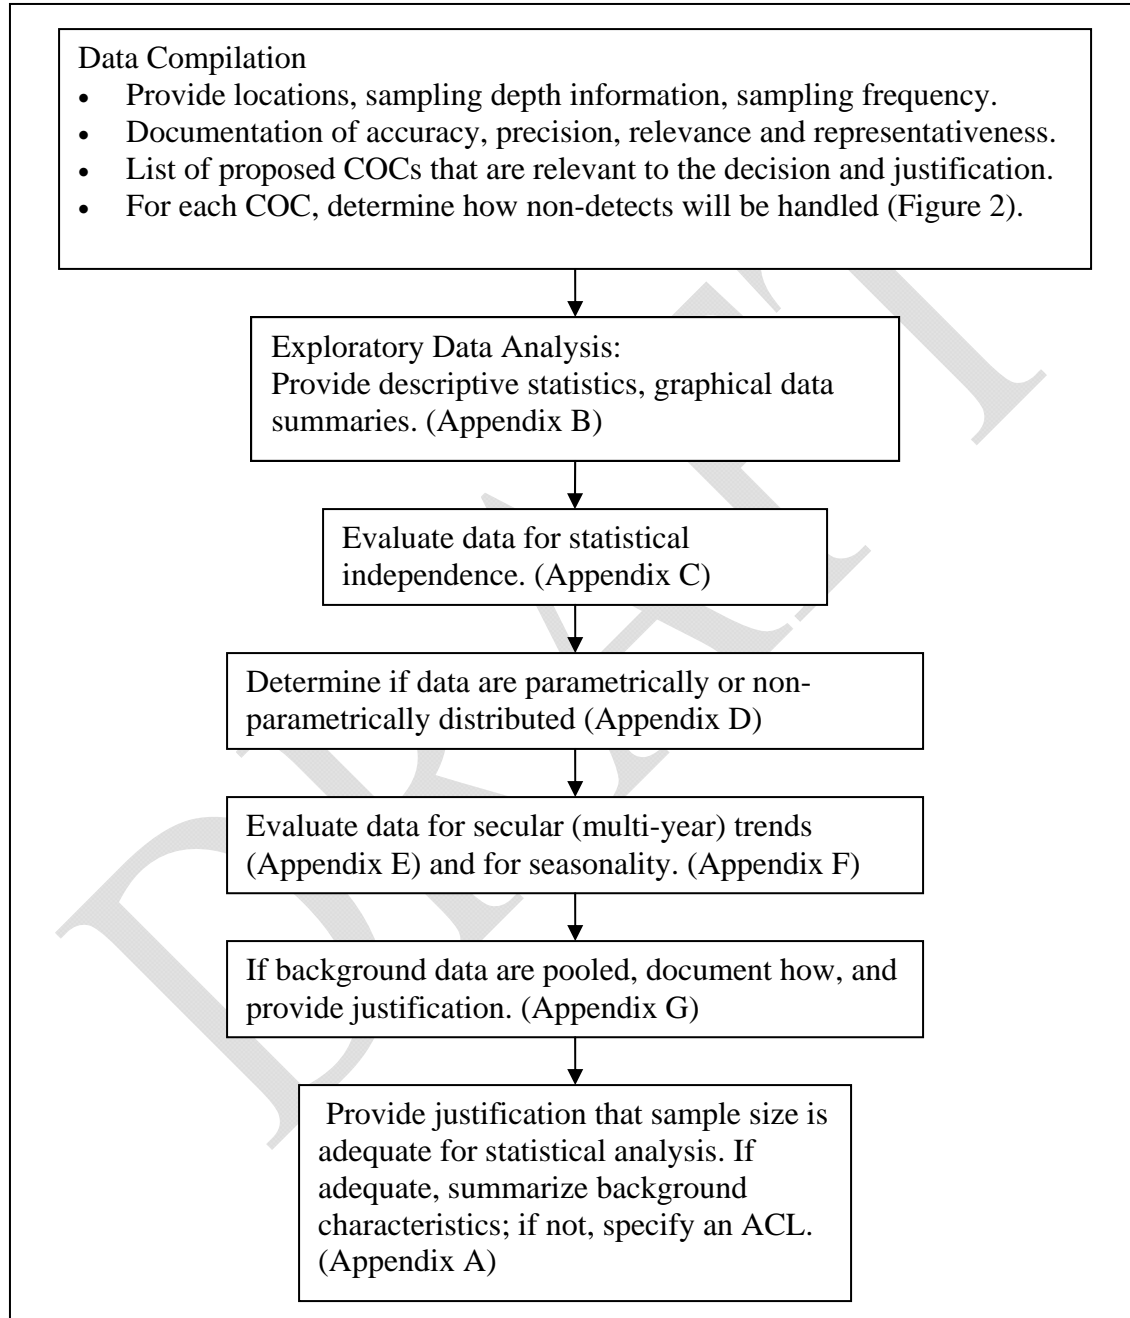 Data Compilation
• Provide locations, sampling depth information, sampling frequency.
• Documentation of accuracy, precision, relevance and representativeness.
• List of proposed COCs that are relevant to the decision and justification.
• For each COC, determine how non-detects will be handled (Figure 2).
Exploratory Data Analysis:
Provide descriptive statistics, graphical data
summaries. (Appendix B)
Evaluate data for statistical
independence. (Appendix C)
Determine if data are parametrically or non-
parametrically distributed (Appendix D)
Evaluate data for secular (multi-year) trends
(Appendix E) and for seasonality. (Appendix F)
If background data are pooled, document how, and
provide justification. (Appendix G)
Provide justification that sample size is
adequate for statistical analysis. If
adequate, summarize background
characteristics; if not, specify an ACL.
(Appendix A)
DRAFT